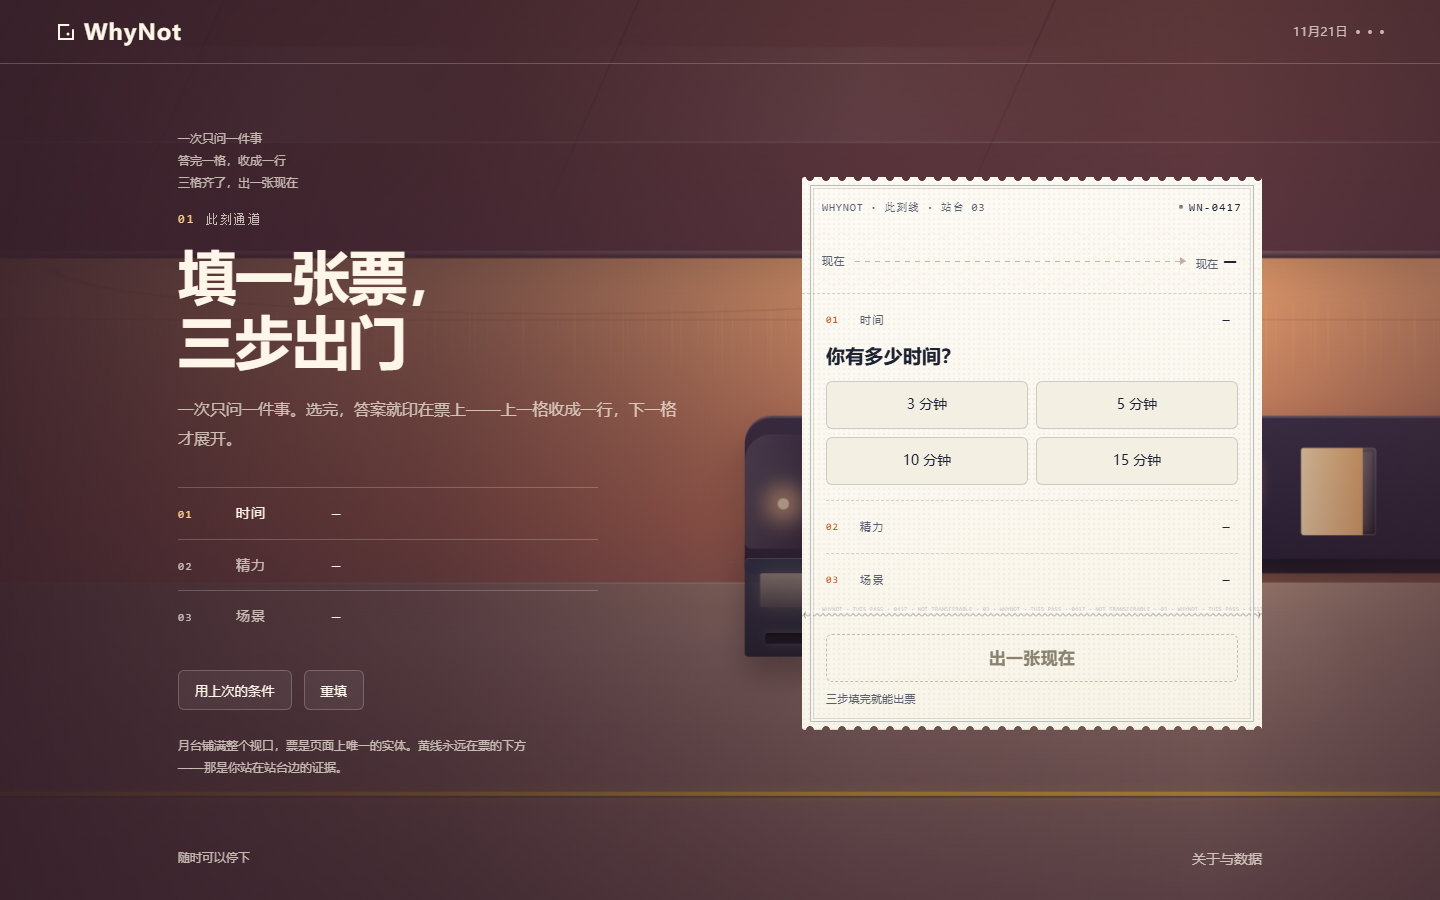 WhyNot
11月21日
一次只问一件事
答完一格，收成一行
三格齐了，出一张现在
01 此刻通道
填一张票，
三步出门
一次只问一件事。选完，答案就印在票上——上一格收成一行，下一格
才展开。
01 时间 —
02 精力 —
03 场景 —
用上次的条件 重填
月台铺满整个视口，票是页面上唯一的实体。黄线永远在票的下方
——那是你站在站台边的证据。
WHYNOT · 此刻线 · 站台 03
WN-0417
现在 现在 —
01 时间 —
你有多少时间？
3 分钟 5 分钟
10 分钟 15 分钟
02 精力 —
03 场景 —
出一张现在
三步填完就能出票
随时可以停下
关于与数据